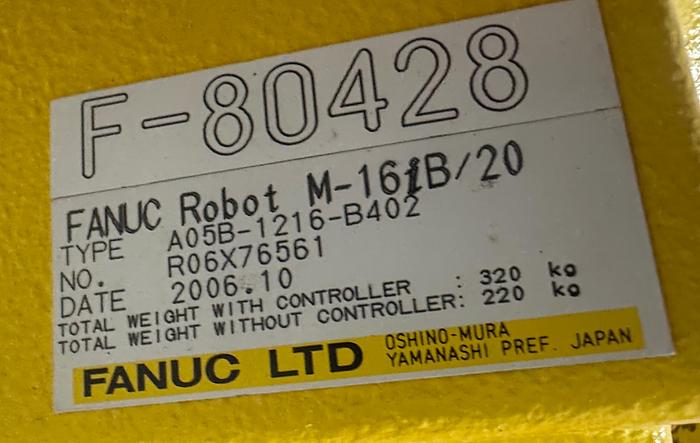 F-80428
FANUC Robot M-16iB/20
TYPE A05B-1216-B402
NO. R06X76561
DATE 2006.10
TOTAL WEIGHT WITH CONTROLLER : 320 kg
TOTAL WEIGHT WITHOUT CONTROLLER: 220 kg
FANUC LTD OSHINO-MURA
YAMANASHI PREF. JAPAN